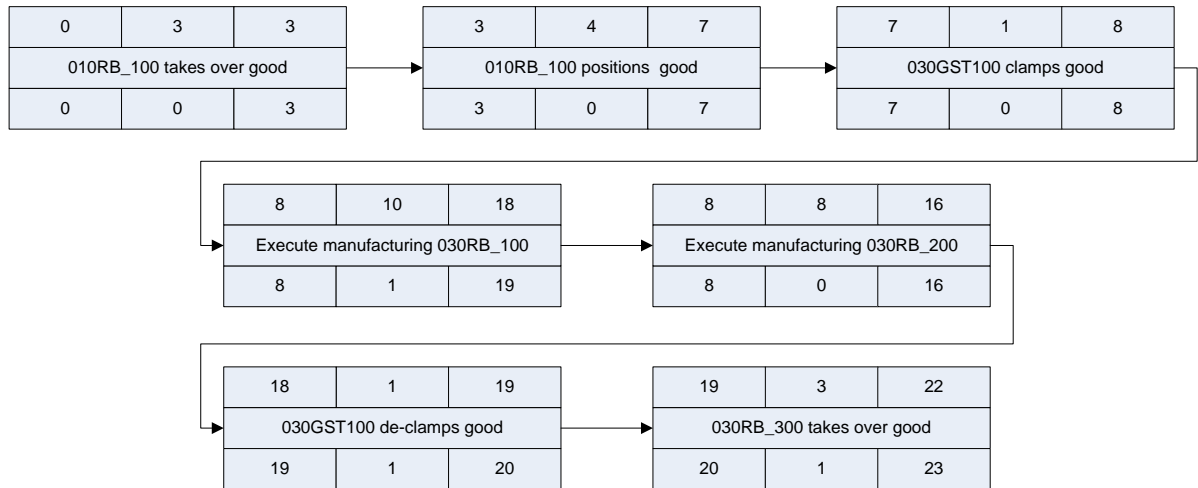 0 3 3
010RB_100 takes over good
0 0 3
3 4 7
010RB_100 positions  good
3 0 7
7 1 8
030GST100 clamps good
7 0 8
8 10 18
Execute manufacturing 030RB_100
8 1 19
8 8 16
Execute manufacturing 030RB_200
8 0 16
18 1 19
030GST100 de-clamps good
19 1 20
19 3 22
030RB_300 takes over good
20 1 23